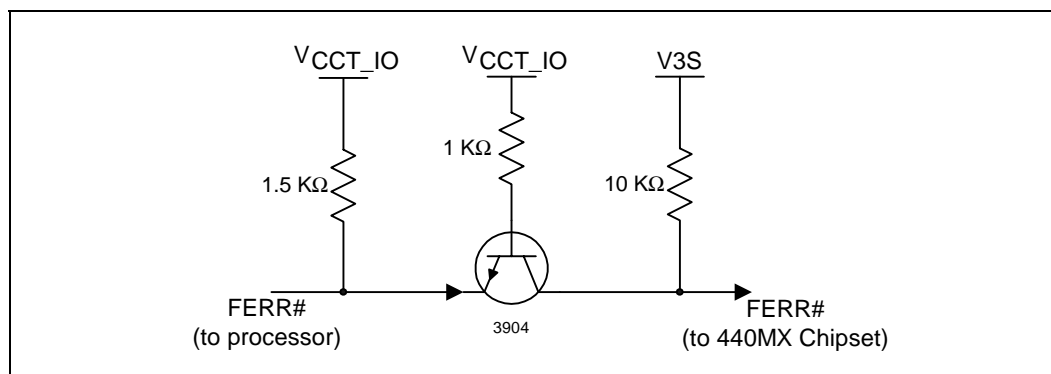 VCCT_IO
VCCT_IO
V3S
1.5 KΩ
1 KΩ
10 KΩ
3904
FERR#
(to processor)
FERR#
(to 440MX Chipset)